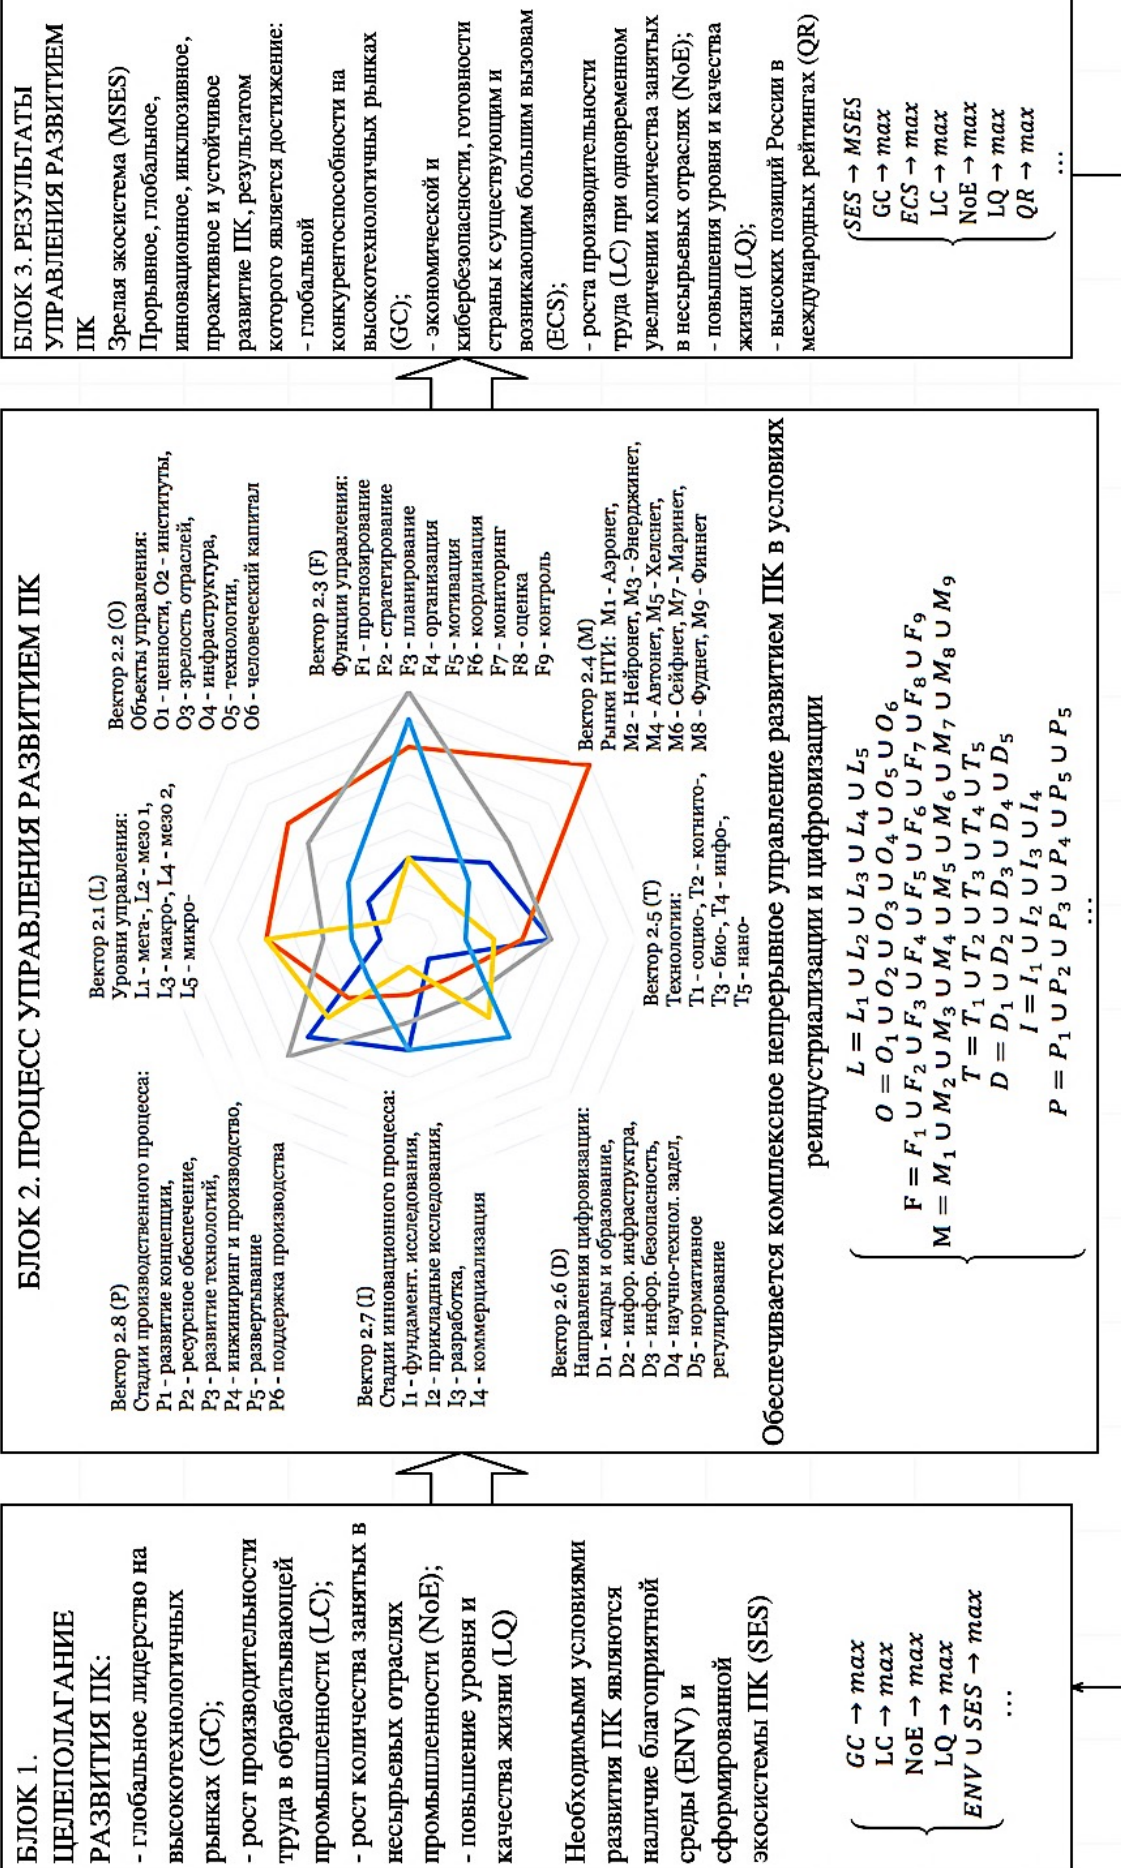 БЛОК 1.
ЦЕЛЕПОЛАГАНИЕ
РАЗВИТИЯ ПК:
- глобальное лидерство на
высокотехнологичных
рынках (GC);
- рост производительности
труда в обрабатывающей
промышленности (LC);
- рост количества занятых в
несырьевых отраслях
промышленности (NoE);
- повышение уровня и
качества жизни (LQ)
Необходимыми условиями
развития ПК являются
наличие благоприятной
среды (ENV) и
сформированной
экосистемы ПК (SES)
GC → max
LC → max
NoE → max
LQ → max
ENV ∪ SES → max
...
БЛОК 2. ПРОЦЕСС УПРАВЛЕНИЯ РАЗВИТИЕМ ПК
Вектор 2.8 (P)
Стадии производственного процесса:
P1 - развитие концепции,
P2 - ресурсное обеспечение,
P3 - развитие технологий,
P4 - инжиниринг и производство,
P5 - развертывание
P6 - поддержка производства
Вектор 2.1 (L)
Уровни управления:
L1 - мега-, L2 - мезо 1,
L3 - макро-, L4 - мезо 2,
L5 - микро-
Вектор 2.2 (O)
Объекты управления:
O1 - ценности, O2 - институты,
O3 - зрелость отраслей,
O4 - инфраструктура,
O5 - технологии,
O6 - человеческий капитал
Вектор 2.7 (I)
Стадии инновационного процесса:
I1 - фундамент. исследования,
I2 - прикладные исследования,
I3 - разработка,
I4 - коммерциализация
Вектор 2.3 (F)
Функции управления:
F1 - прогнозирование
F2 - стратегирование
F3 - планирование
F4 - организация
F5 - мотивация
F6 - координация
F7 - мониторинг
F8 - оценка
F9 - контроль
Вектор 2.6 (D)
Направления цифровизации:
D1 - кадры и образование,
D2 - инфор. инфраструктра,
D3 - инфор. безопасность,
D4 - научно-технол. задел,
D5 - нормативное
регулирование
Вектор 2.5 (T)
Технологии:
T1 - социо-, T2 - когнито-,
T3 - био-, T4 - инфо-,
T5 - нано-
Вектор 2.4 (M)
Рынки НТИ: M1 - Аэронет,
M2 - Нейронет, M3 - Энерджинет,
M4 - Автонет, M5 - Хелснет,
M6 - Сейфнет, M7 - Маринет,
M8 - Фуднет, M9 - Финнет
Обеспечивается комплексное непрерывное управление развитием ПК в условиях
реиндустриализации и цифровизации
L = L₁ ∪ L₂ ∪ L₃ ∪ L₄ ∪ L₅
O = O₁ ∪ O₂ ∪ O₃ ∪ O₄ ∪ O₅ ∪ O₆
F = F₁ ∪ F₂ ∪ F₃ ∪ F₄ ∪ F₅ ∪ F₆ ∪ F₇ ∪ F₈ ∪ F₉
M = M₁ ∪ M₂ ∪ M₃ ∪ M₄ ∪ M₅ ∪ M₆ ∪ M₇ ∪ M₈ ∪ M₉
T = T₁ ∪ T₂ ∪ T₃ ∪ T₄ ∪ T₅
D = D₁ ∪ D₂ ∪ D₃ ∪ D₄ ∪ D₅
I = I₁ ∪ I₂ ∪ I₃ ∪ I₄
P = P₁ ∪ P₂ ∪ P₃ ∪ P₄ ∪ P₅ ∪ P₅
...
БЛОК 3. РЕЗУЛЬТАТЫ
УПРАВЛЕНИЯ РАЗВИТИЕМ
ПК
Зрелая экосистема (MSES)
Прорывное, глобальное,
инновационное, инклюзивное,
проактивное и устойчивое
развитие ПК, результатом
которого является достижение:
- глобальной
конкурентоспособности на
высокотехнологичных рынках
(GC);
- экономической и
кибербезопасности, готовности
страны к существующим и
возникающим большим вызовам
(ECS);
- роста производительности
труда (LC) при одновременном
увеличении количества занятых
в несырьевых отраслях (NoE);
- повышения уровня и качества
жизни (LQ);
- высоких позиций России в
международных рейтингах (QR)
SES → MSES
GC → max
ECS → max
LC → max
NoE → max
LQ → max
QR → max
...